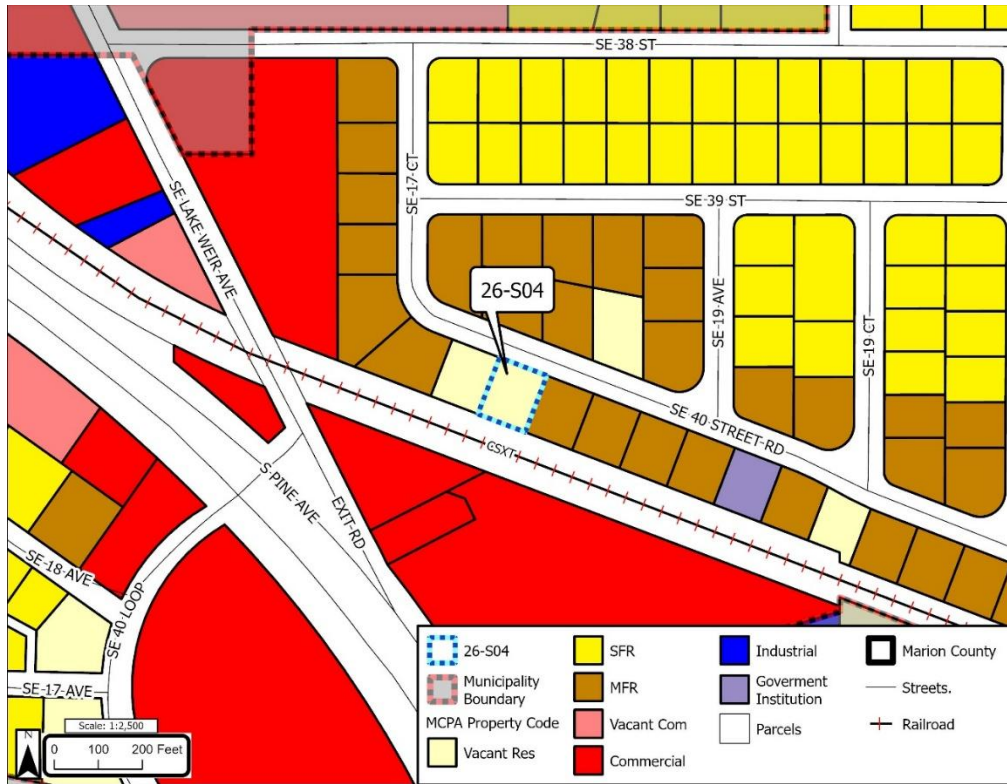 SE 38 ST
SE 17 CT
SE LAKE WEIR AVE
SE 39 ST
26-S04
SE 19 AVE
SE 19 CT
SE 40 STREET RD
CSXT
S PINE AVE
EXIT RD
SE 18 AVE
SE 40 LOOP
SE 17 AVE
Scale: 1:2,500
0 100 200 Feet
N
26-S04
Municipality
Boundary
MCPA Property Code
Vacant Res
SFR
MFR
Vacant Com
Commercial
Industrial
Goverment
Institution
Parcels
Marion County
Streets.
Railroad